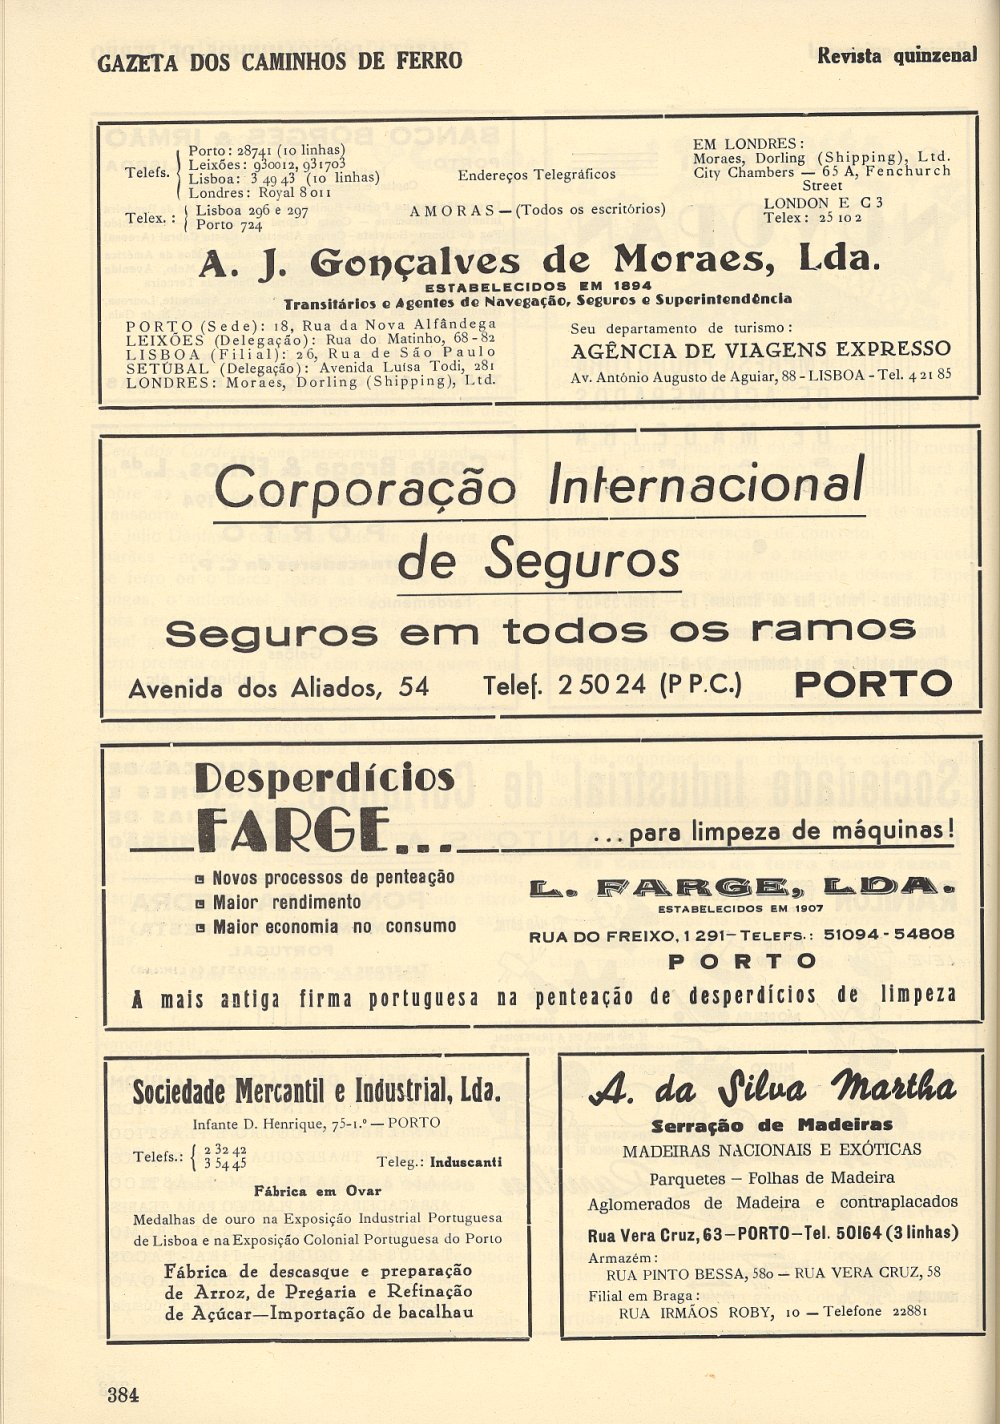 GAZETA DOS CAMINHOS DE FERRO
Revista quinzenal
Telefs.
Porto: 28741 (10 linhas)
Leixões: 930012, 931703
Lisboa: 3 49 43 (10 linhas)
Londres: Royal 8011
Telex. :
Lisboa 296 e 297
Porto 724
Endereços Telegráficos
AMORAS — (Todos os escritórios)
EM LONDRES :
Moraes, Dorling (Shipping), Ltd.
City Chambers — 65 A, Fenchurch
Street
LONDON E C 3
Telex : 25 102
A. J. Gonçalves de Moraes, Lda.
ESTABELECIDOS EM 1894
Transitários e Agentes de Navegação, Seguros e Superintendência
PORTO (Sede): 18, Rua da Nova Alfândega
LEIXÕES (Delegação): Rua do Matinho, 68-82
LISBOA (Filial): 26, Rua de São Paulo
SETÚBAL (Delegação): Avenida Luísa Todi, 281
LONDRES: Moraes, Dorling (Shipping), Ltd.
Seu departamento de turismo :
AGÊNCIA DE VIAGENS EXPRESSO
Av. António Augusto de Aguiar, 88 - LISBOA - Tel. 4 21 85
Corporação Internacional
de Seguros
Seguros em todos os ramos
Avenida dos Aliados, 54 Telef. 2 50 24 (P P.C.) PORTO
Desperdícios
FARGE...
...para limpeza de máquinas!
Novos processos de penteação
Maior rendimento
Maior economia no consumo
L. FARGE, LDA.
ESTABELECIDOS EM 1907
RUA DO FREIXO, 1 291 — TELEFS.: 51094 - 54808
PORTO
A mais antiga firma portuguesa na penteação de desperdícios de limpeza
Sociedade Mercantil e Industrial, Lda.
Infante D. Henrique, 75-1.º — PORTO
Telefs.: { 2 32 42
3 54 45
Teleg.: Induscanti
Fábrica em Ovar
Medalhas de ouro na Exposição Industrial Portuguesa
de Lisboa e na Exposição Colonial Portuguesa do Porto
Fábrica de descasque e preparação
de Arroz, de Pregaria e Refinação
de Açúcar—Importação de bacalhau
A. da Silva Martha
Serração de Madeiras
MADEIRAS NACIONAIS E EXÓTICAS
Parquetes — Folhas de Madeira
Aglomerados de Madeira e contraplacados
Rua Vera Cruz, 63 — PORTO — Tel. 50164 (3 linhas)
Armazém :
RUA PINTO BESSA, 580 — RUA VERA CRUZ, 58
Filial em Braga :
RUA IRMÃOS ROBY, 10 — Telefone 22881
384